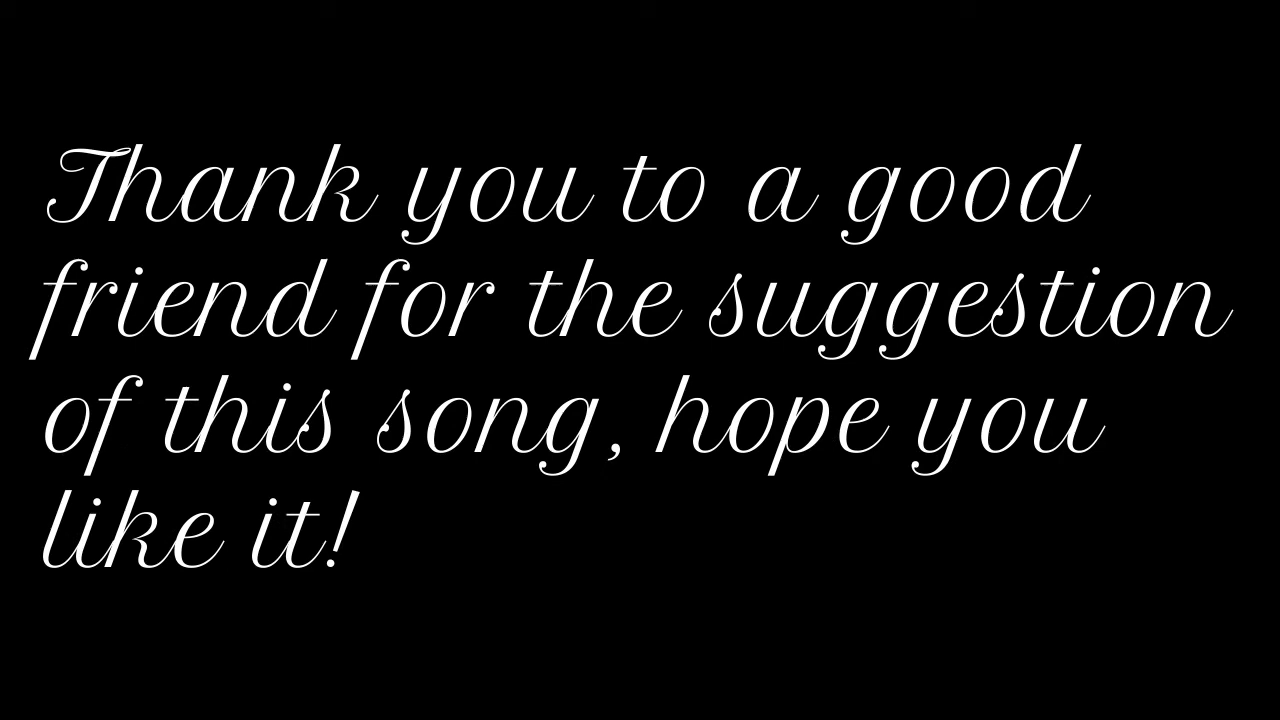 Thank you to a good
friend for the suggestion
of this song, hope you
like it!